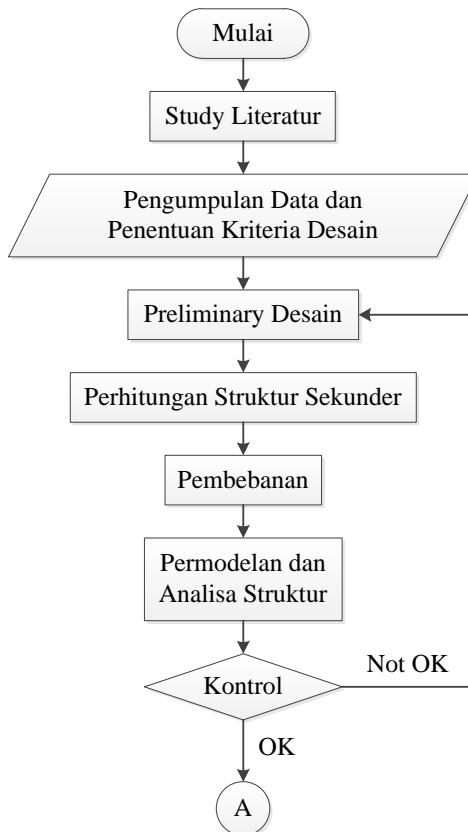 Mulai
Study Literatur
Pengumpulan Data dan
Penentuan Kriteria Desain
Preliminary Desain
Perhitungan Struktur Sekunder
Pembebanan
Permodelan dan
Analisa Struktur
Kontrol
Not OK
OK
A